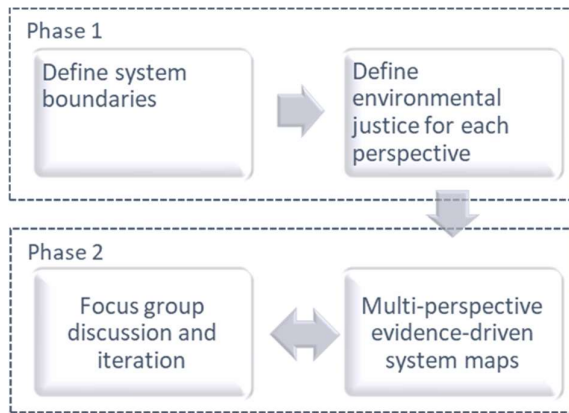 Phase 1
Define system
boundaries
Define
environmental
justice for each
perspective
Phase 2
Focus group
discussion and
iteration
Multi-perspective
evidence-driven
system maps